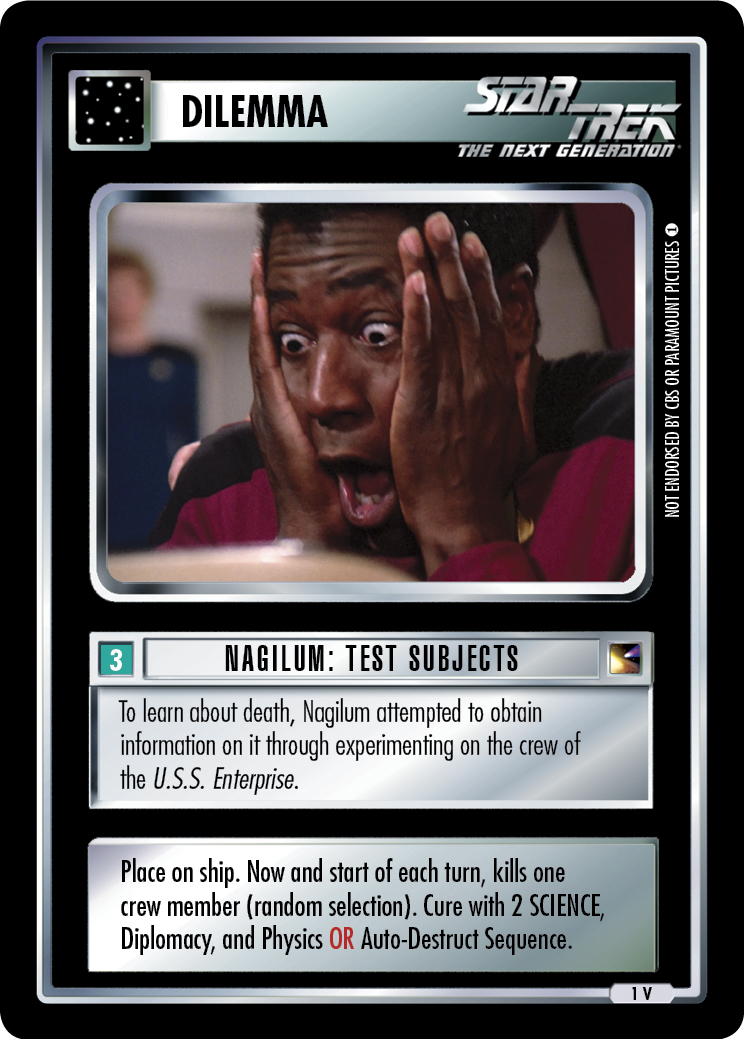 DILEMMA
STAR TREK
THE NEXT GENERATION
NOT ENDORSED BY CBS OR PARAMOUNT PICTURES 1
3
NAGILUM: TEST SUBJECTS
To learn about death, Nagilum attempted to obtain
information on it through experimenting on the crew of
the U.S.S. Enterprise.
Place on ship. Now and start of each turn, kills one
crew member (random selection). Cure with 2 SCIENCE,
Diplomacy, and Physics OR Auto-Destruct Sequence.
1 V